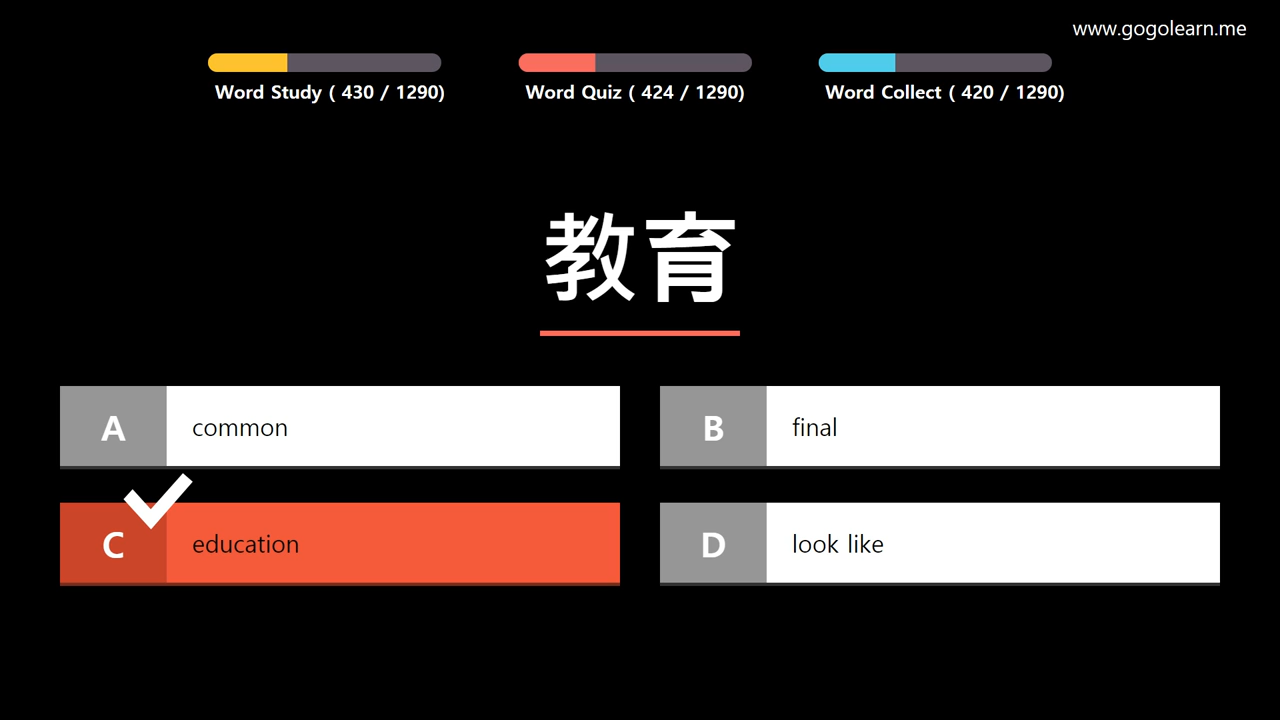 www.gogolearn.me
Word Study ( 430 / 1290)
Word Quiz ( 424 / 1290)
Word Collect ( 420 / 1290)
教育
A common
B final
C education
D look like